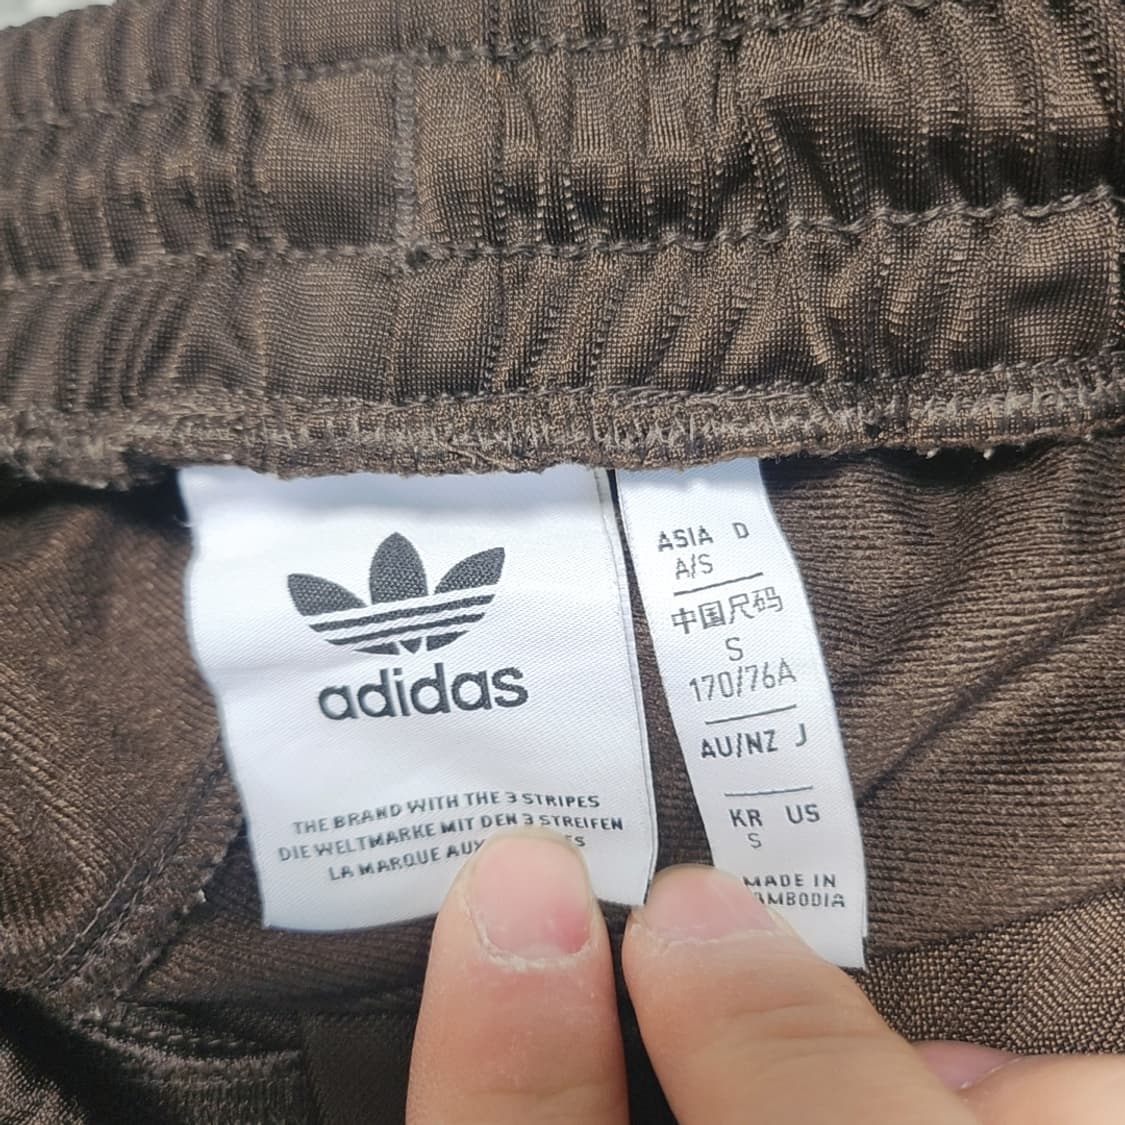 adidas
THE BRAND WITH THE 3 STRIPES
DIE WELTMARKE MIT DEN 3 STREIFEN
LA MARQUE AUX
ASIA D
A/S
中国尺码
S
170/76A
AU/NZ J
KR US
S
MADE IN
AMBODIA